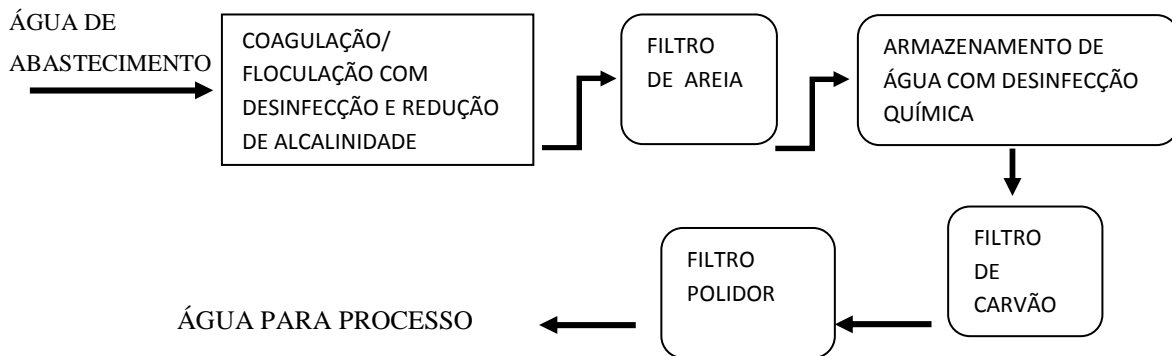 ÁGUA DE
ABASTECIMENTO
COAGULAÇÃO/
FLOCULAÇÃO COM
DESINFECÇÃO E REDUÇÃO
DE ALCALINIDADE
FILTRO
DE AREIA
ARMAZENAMENTO DE
ÁGUA COM DESINFECÇÃO
QUÍMICA
FILTRO
DE
CARVÃO
FILTRO
POLIDOR
ÁGUA PARA PROCESSO